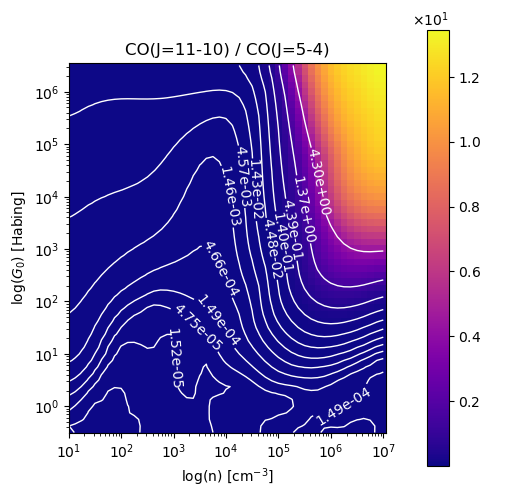 ×10¹
CO(J=11-10) / CO(J=5-4)
10⁶
10⁵
10⁴
10³
10²
10¹
10⁰
log(G₀) [Habing]
4.30e+00
1.37e+00
4.39e-01
1.40e-01
4.48e-02
1.43e-02
4.57e-03
1.46e-03
4.66e-04
1.49e-04
4.75e-05
1.52e-05
1.49e-04
10¹
10²
10³
10⁴
10⁵
10⁶
10⁷
log(n) [cm⁻³]
1.2
1.0
0.8
0.6
0.4
0.2